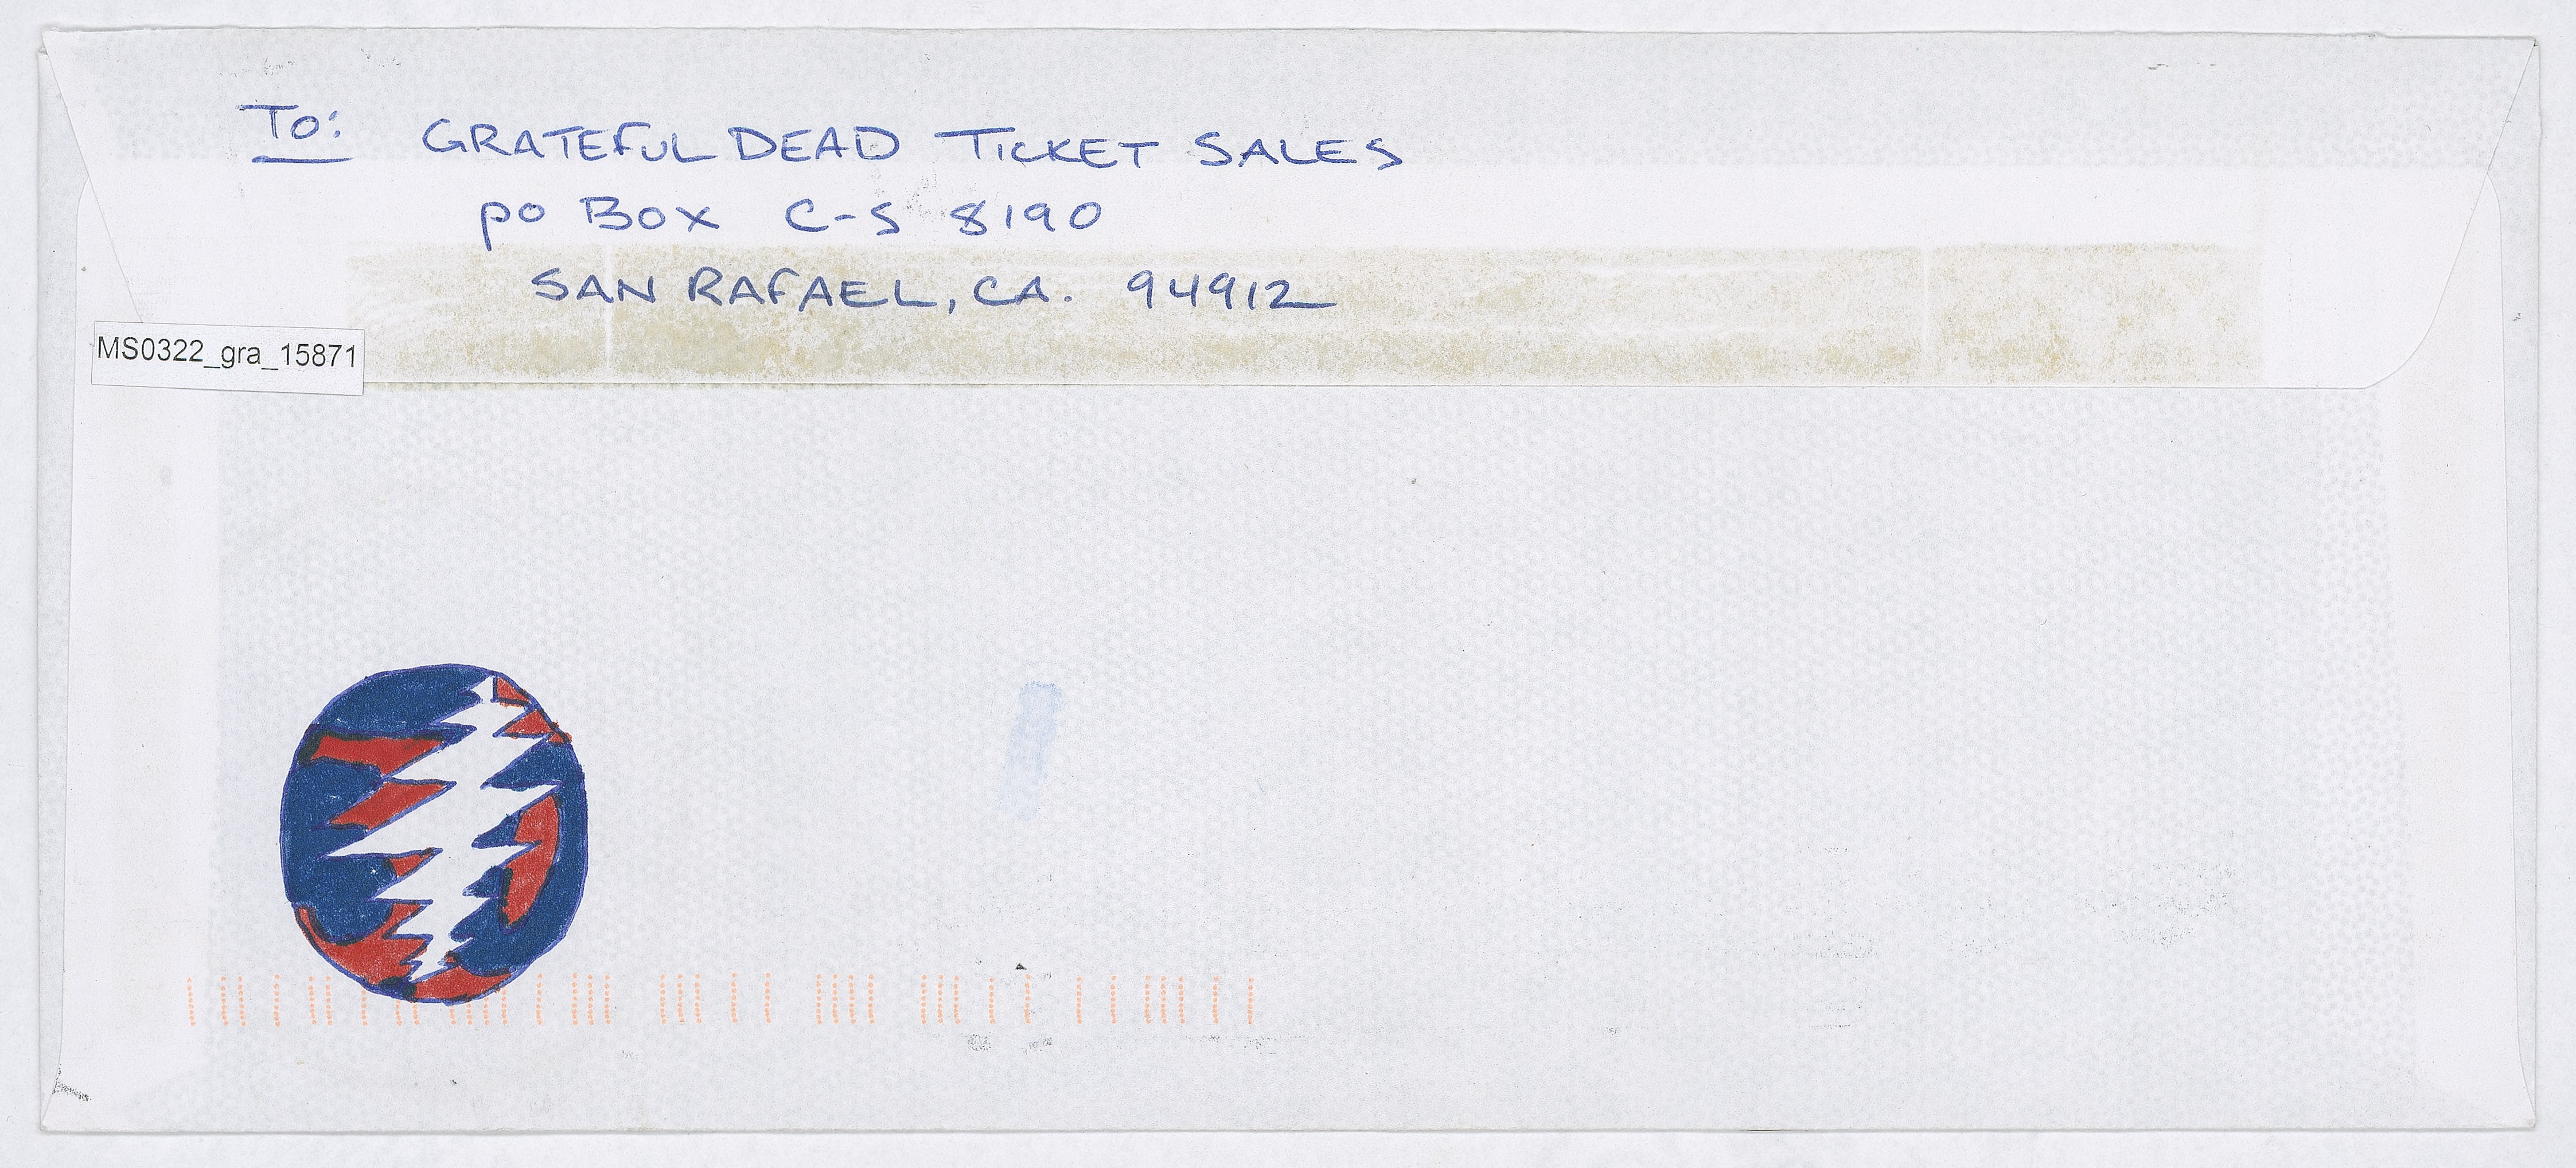 To: GRATEFUL DEAD TICKET SALES
po Box C-S 8190
SAN RAFAEL, CA. 94912
MS0322_gra_15871